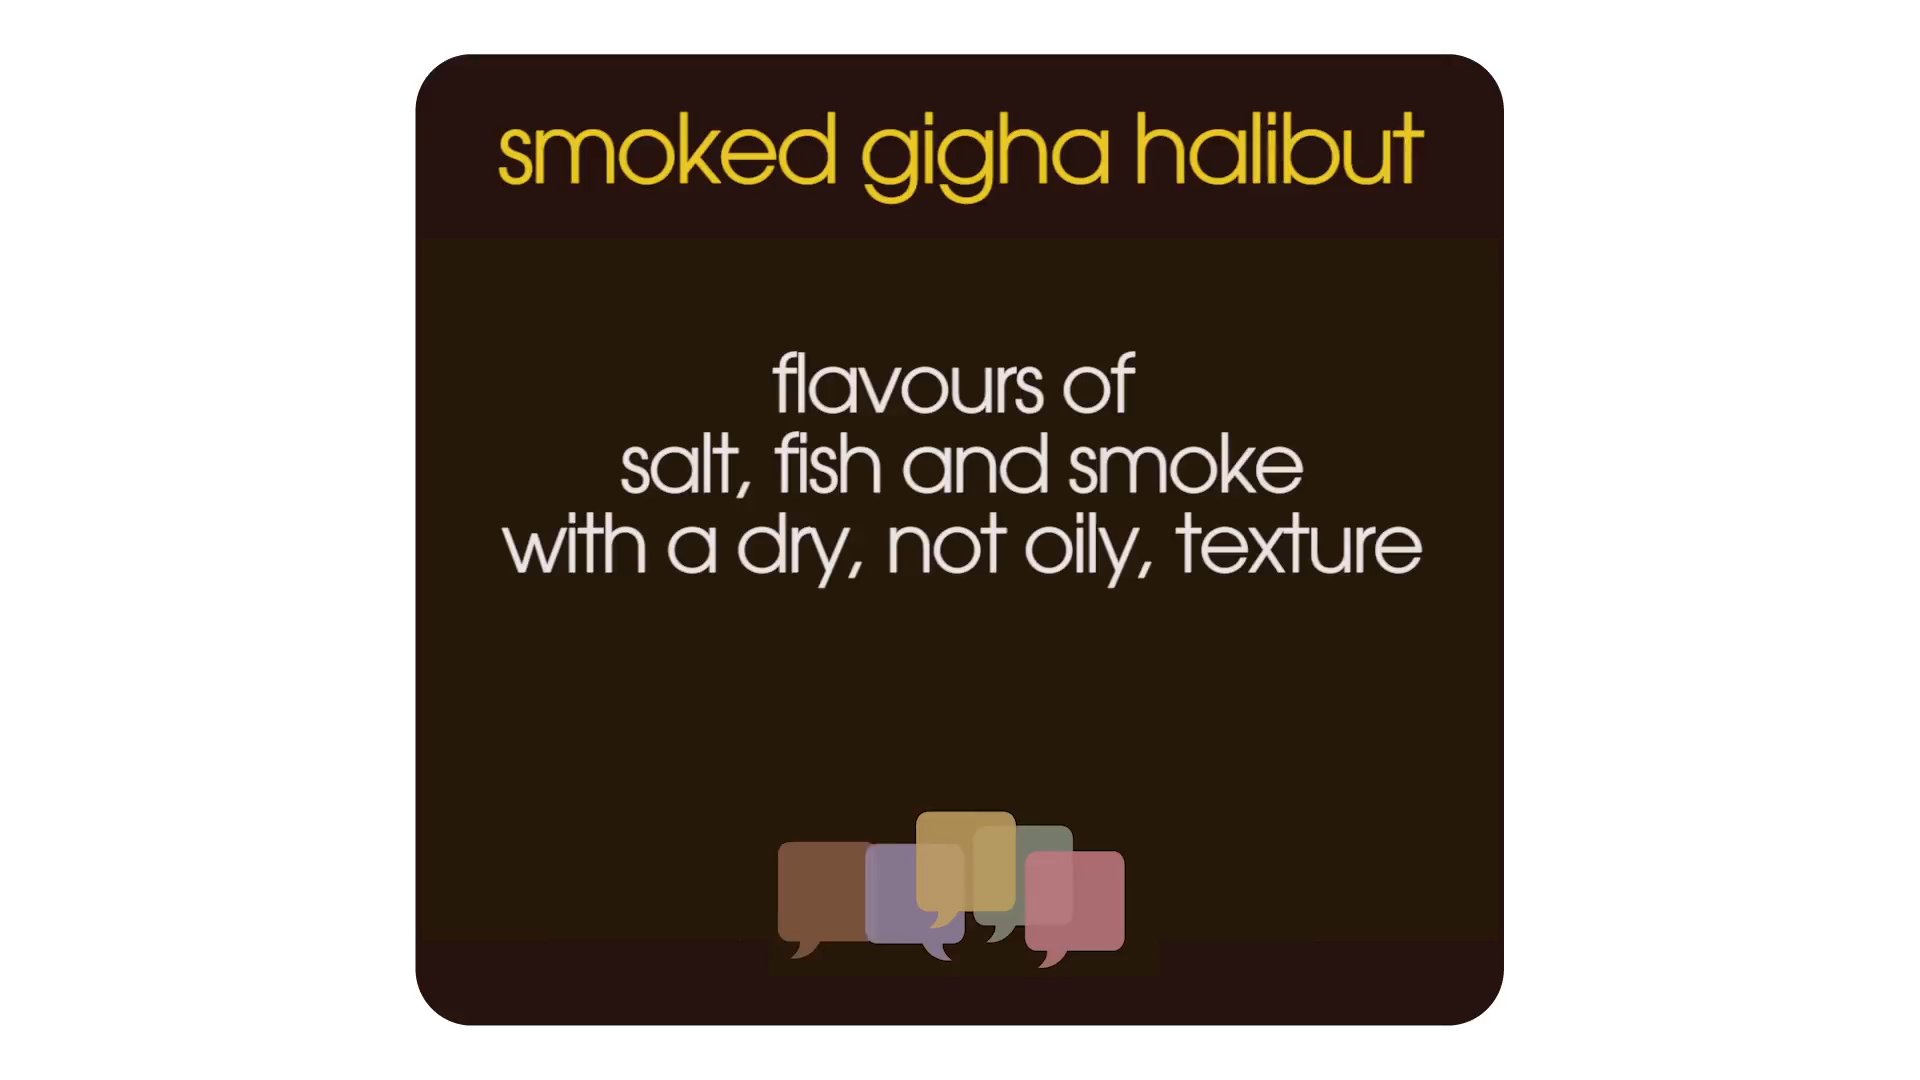 smoked gigha halibut
flavours of
salt, fish and smoke
with a dry, not oily, texture